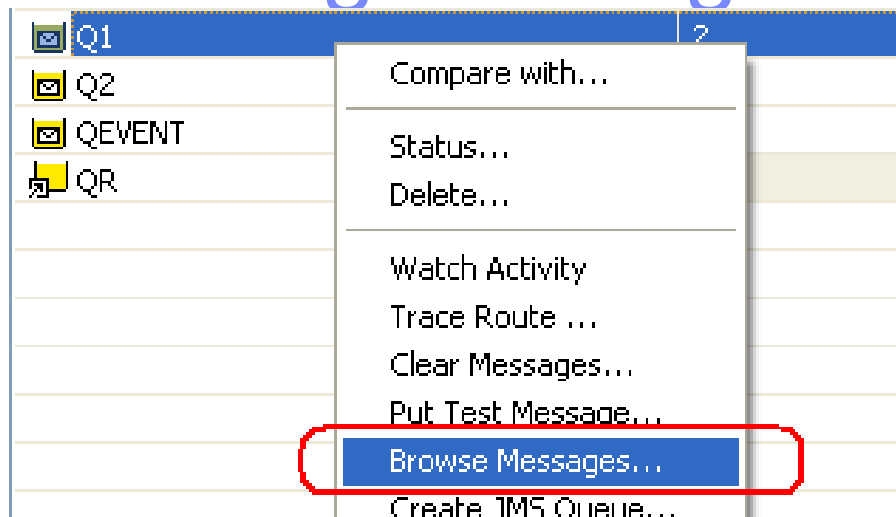 Q1 2
Q2
QEVENT
QR
Compare with...
Status...
Delete...
Watch Activity
Trace Route ...
Clear Messages...
Put Test Message...
Browse Messages...
Create JMS Queue...